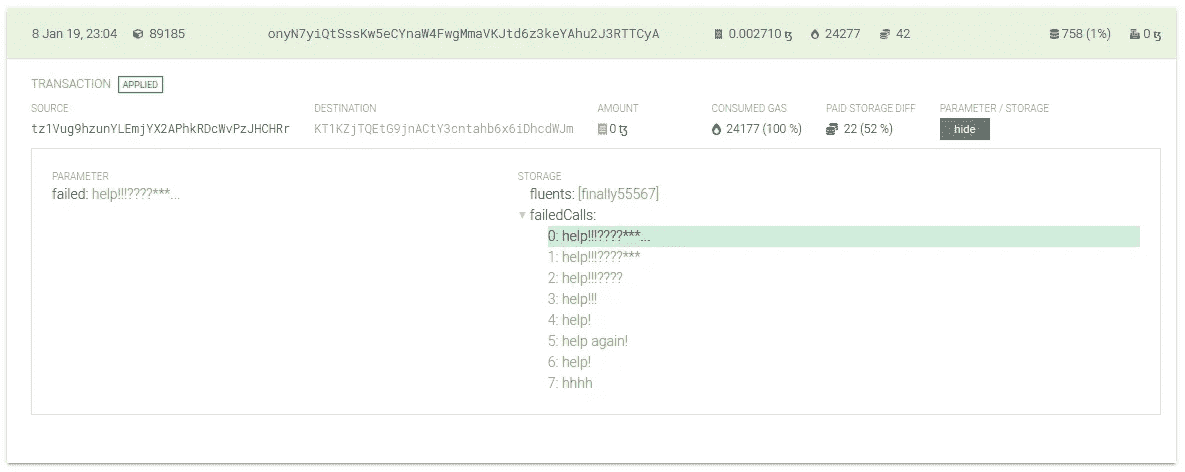 8 Jan 19, 23:04 89185 onyN7yiQtSssKw5eCYnaW4FwgMmaVKJtd6z3keYAhu2J3RTTCyA 0.002710 ꜩ 24277 42 758 (1%) 0 ꜩ
TRANSACTION APPLIED
SOURCE DESTINATION AMOUNT CONSUMED GAS PAID STORAGE DIFF PARAMETER / STORAGE
tz1Vug9hzunYLEmjYX2APhkRDcWvPzJHCHRr KT1KZjTQEtG9jnACtY3cntahb6x6iDhcdWJm 0 ꜩ 24177 (100 %) 22 (52 %) hide
PARAMETER STORAGE
failed: help!!!????***... fluents: [finally55567]
failedCalls:
0: help!!!????***...
1: help!!!????***
2: help!!!????
3: help!!!
4: help!
5: help again!
6: help!
7: hhhh